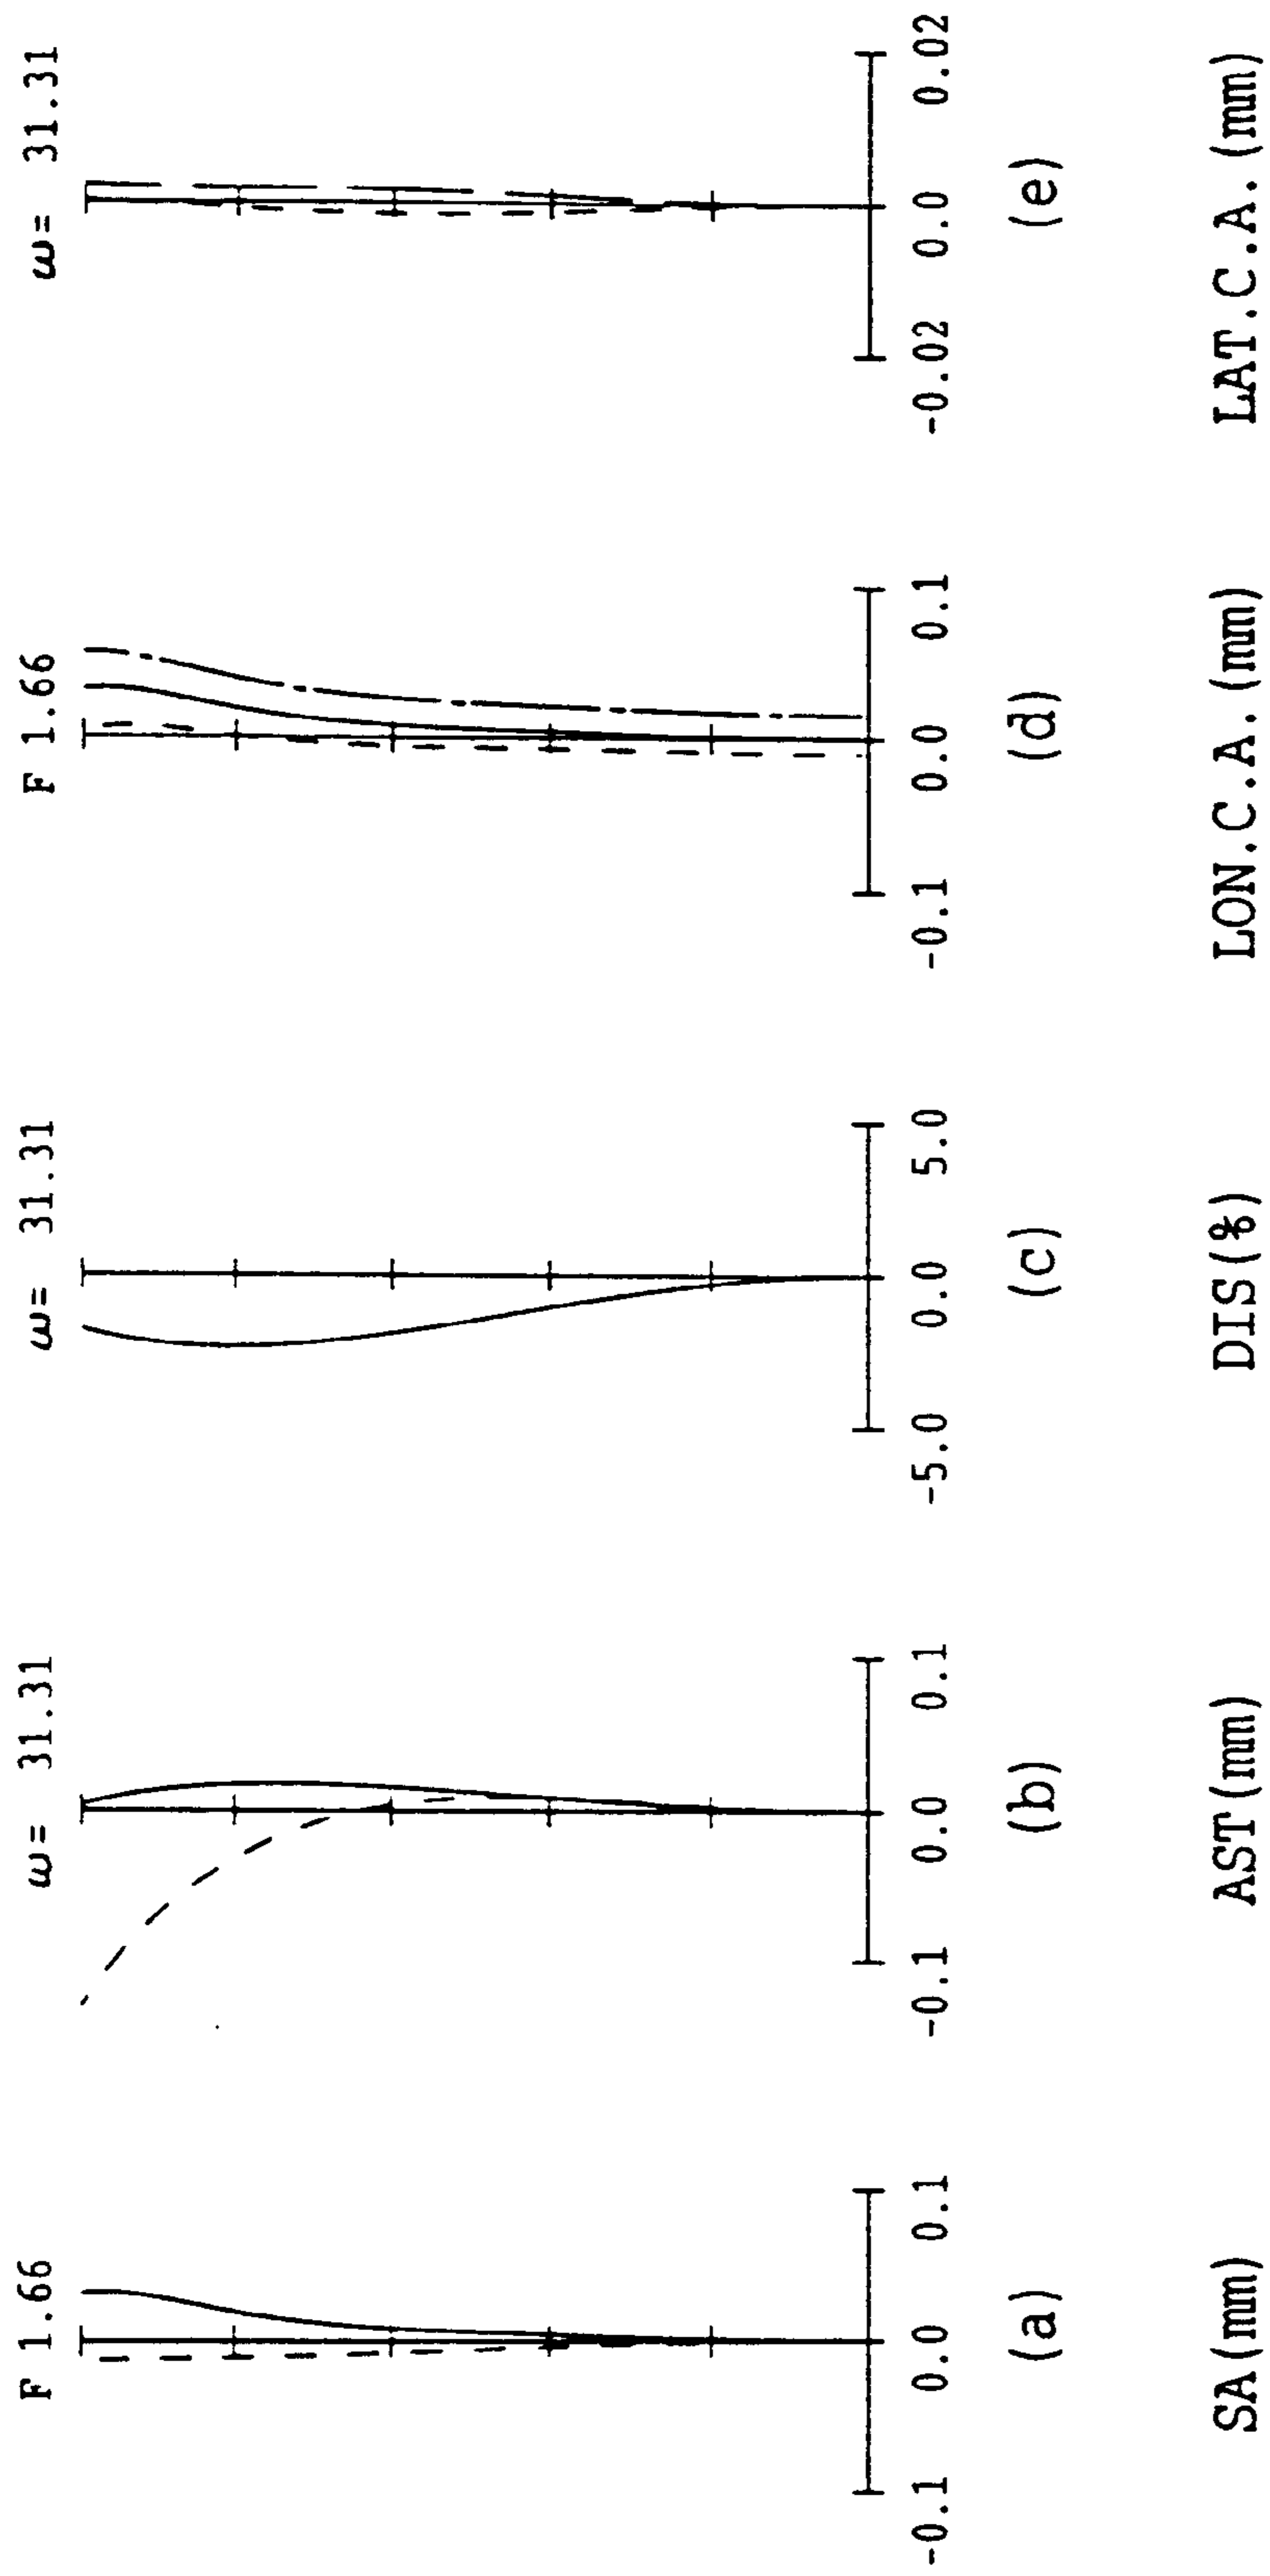 F 1.66
-0.1 0.0 0.1
(a)
SA(mm)
ω= 31.31
-0.1 0.0 0.1
(b)
AST(mm)
ω= 31.31
-5.0 0.0 5.0
(c)
DIS(%)
F 1.66
-0.1 0.0 0.1
(d)
LON.C.A.(mm)
ω= 31.31
-0.02 0.0 0.02
(e)
LAT.C.A.(mm)